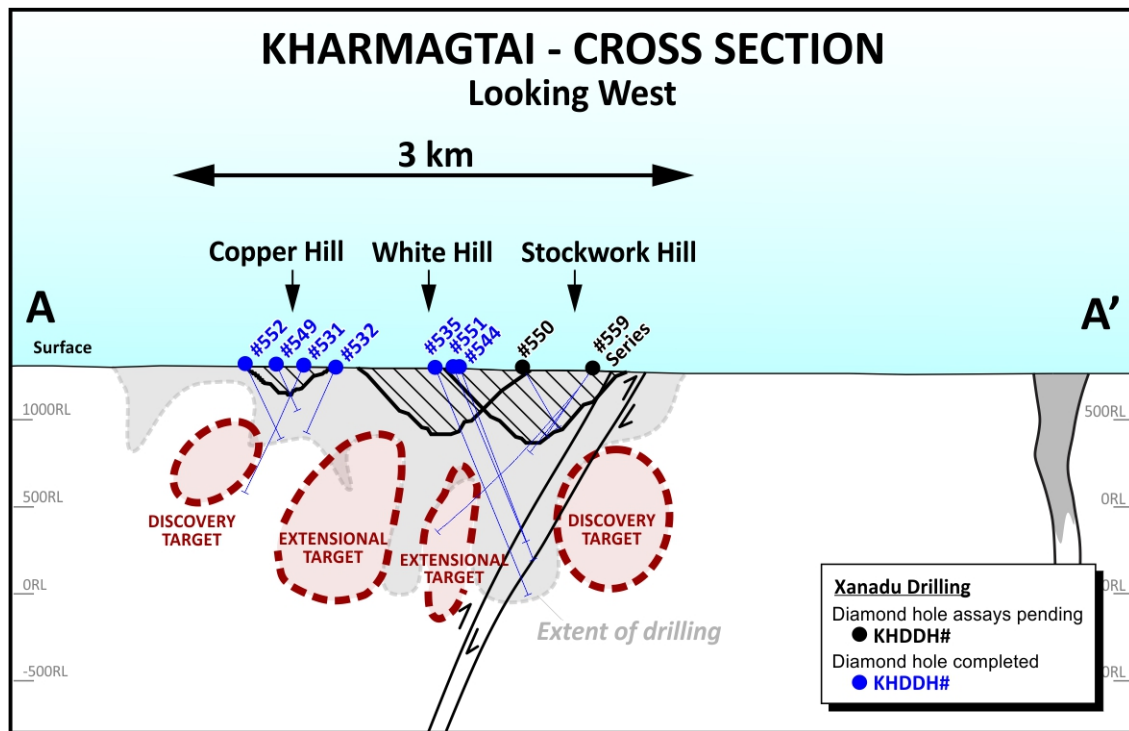 KHARMAGTAI - CROSS SECTION
Looking West
3 km
Copper Hill
White Hill
Stockwork Hill
A
A'
Surface
#552
#549
#531
#532
#535
#551
#544
#550
#559
Series
1000RL
500RL
0RL
-500RL
500RL
0RL
DISCOVERY
TARGET
EXTENSIONAL
TARGET
EXTENSIONAL
TARGET
DISCOVERY
TARGET
Extent of drilling
Xanadu Drilling
Diamond hole assays pending
KHDDH#
Diamond hole completed
KHDDH#